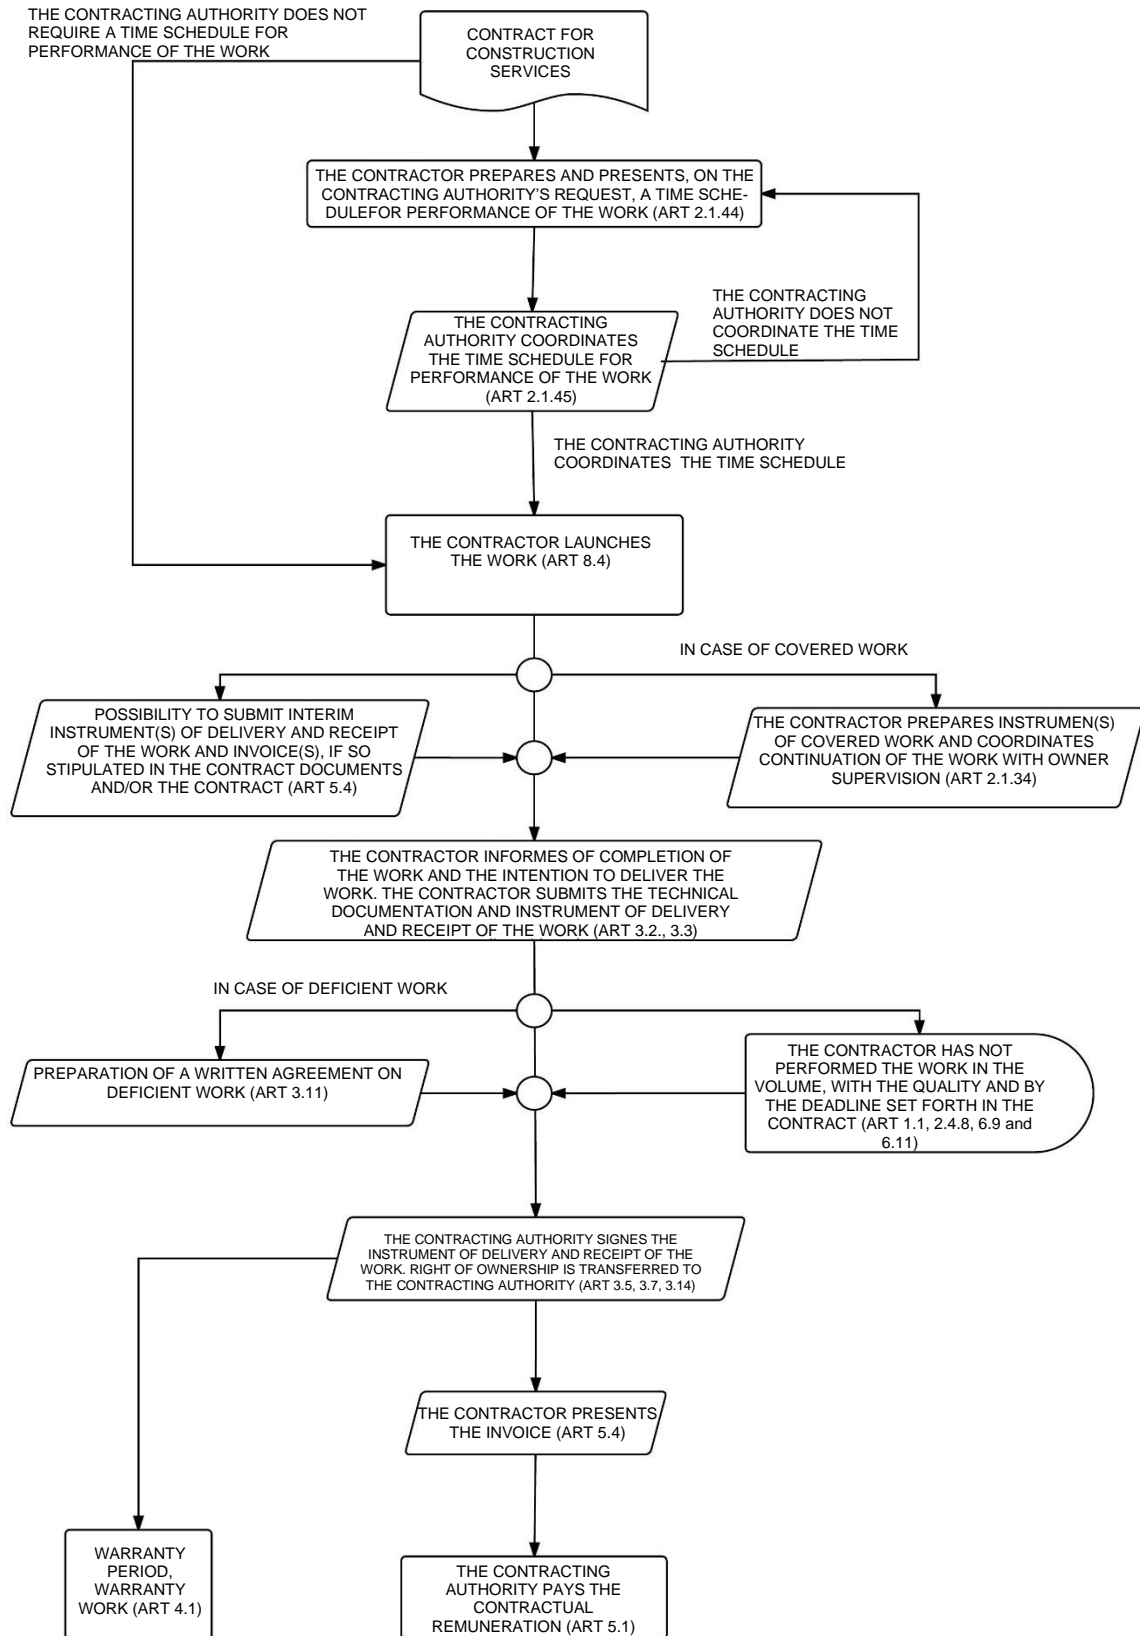 THE CONTRACTING AUTHORITY DOES NOT
REQUIRE A TIME SCHEDULE FOR
PERFORMANCE OF THE WORK
CONTRACT FOR
CONSTRUCTION
SERVICES
THE CONTRACTOR PREPARES AND PRESENTS, ON THE
CONTRACTING AUTHORITY’S REQUEST, A TIME SCHE-
DULEFOR PERFORMANCE OF THE WORK (ART 2.1.44)
THE CONTRACTING
AUTHORITY DOES NOT
COORDINATE THE TIME
SCHEDULE
THE CONTRACTING
AUTHORITY COORDINATES
THE TIME SCHEDULE FOR
PERFORMANCE OF THE WORK
(ART 2.1.45)
THE CONTRACTING AUTHORITY
COORDINATES THE TIME SCHEDULE
THE CONTRACTOR LAUNCHES
THE WORK (ART 8.4)
IN CASE OF COVERED WORK
POSSIBILITY TO SUBMIT INTERIM
INSTRUMENT(S) OF DELIVERY AND RECEIPT
OF THE WORK AND INVOICE(S), IF SO
STIPULATED IN THE CONTRACT DOCUMENTS
AND/OR THE CONTRACT (ART 5.4)
THE CONTRACTOR PREPARES INSTRUMEN(S)
OF COVERED WORK AND COORDINATES
CONTINUATION OF THE WORK WITH OWNER
SUPERVISION (ART 2.1.34)
THE CONTRACTOR INFORMES OF COMPLETION OF
THE WORK AND THE INTENTION TO DELIVER THE
WORK. THE CONTRACTOR SUBMITS THE TECHNICAL
DOCUMENTATION AND INSTRUMENT OF DELIVERY
AND RECEIPT OF THE WORK (ART 3.2., 3.3)
IN CASE OF DEFICIENT WORK
PREPARATION OF A WRITTEN AGREEMENT ON
DEFICIENT WORK (ART 3.11)
THE CONTRACTOR HAS NOT
PERFORMED THE WORK IN THE
VOLUME, WITH THE QUALITY AND BY
THE DEADLINE SET FORTH IN THE
CONTRACT (ART 1.1, 2.4.8, 6.9 and
6.11)
THE CONTRACTING AUTHORITY SIGNES THE
INSTRUMENT OF DELIVERY AND RECEIPT OF THE
WORK. RIGHT OF OWNERSHIP IS TRANSFERRED TO
THE CONTRACTING AUTHORITY (ART 3.5, 3.7, 3.14)
THE CONTRACTOR PRESENTS
THE INVOICE (ART 5.4)
WARRANTY
PERIOD,
WARRANTY
WORK (ART 4.1)
THE CONTRACTING
AUTHORITY PAYS THE
CONTRACTUAL
REMUNERATION (ART 5.1)